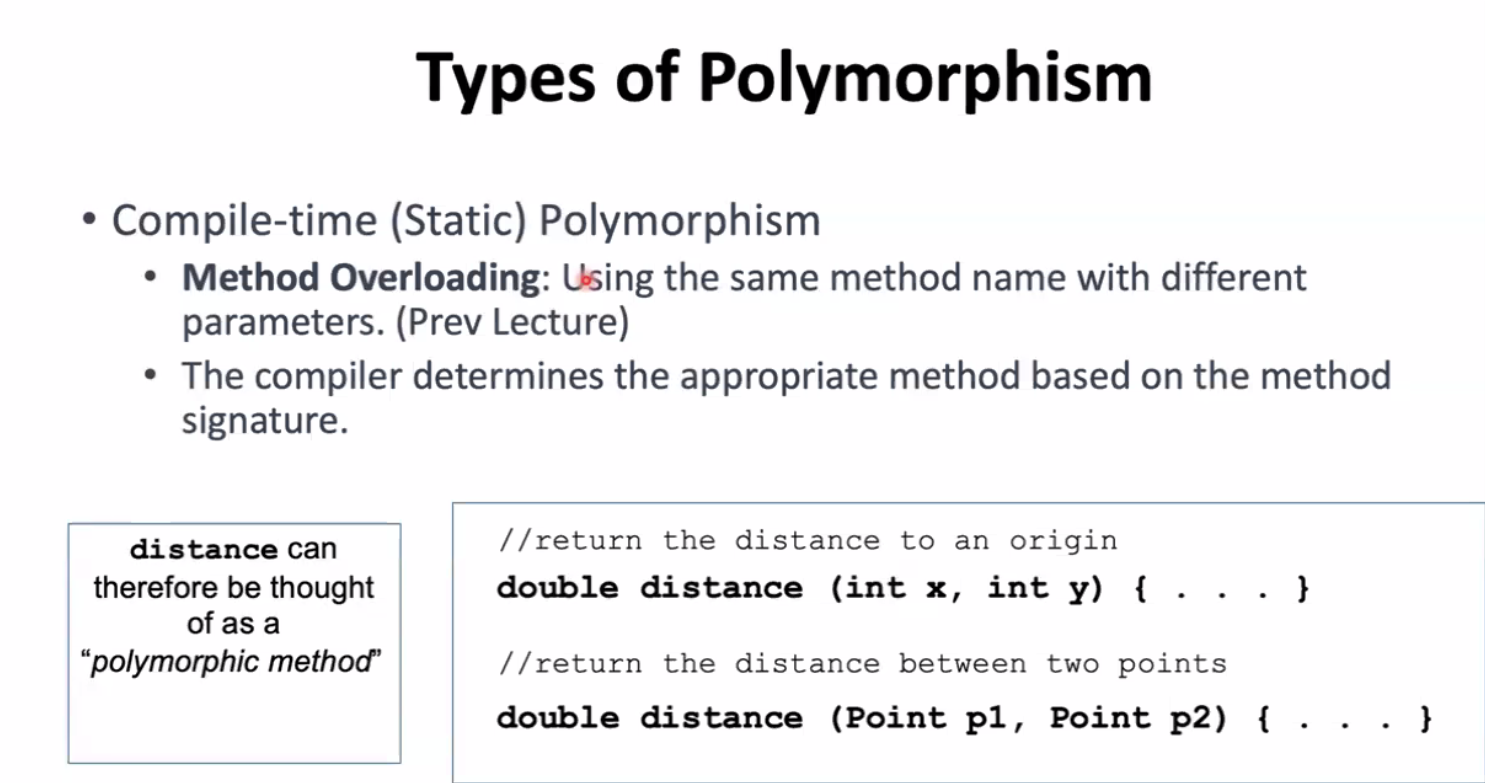 Types of Polymorphism
• Compile-time (Static) Polymorphism
• Method Overloading: Using the same method name with different
parameters. (Prev Lecture)
• The compiler determines the appropriate method based on the method
signature.
distance can
therefore be thought
of as a
“polymorphic method”
//return the distance to an origin
double distance (int x, int y) { . . . }
//return the distance between two points
double distance (Point p1, Point p2) { . . . }